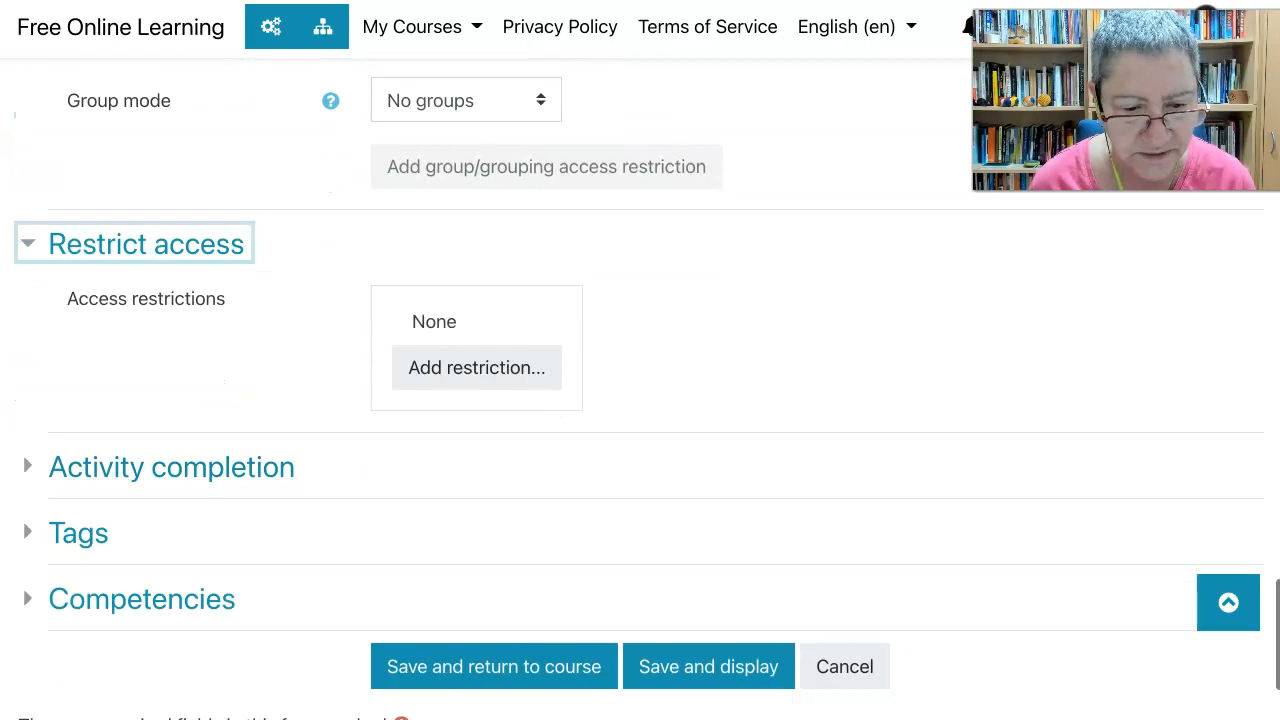 Free Online Learning My Courses Privacy Policy Terms of Service English (en)
Group mode ? No groups
Add group/grouping access restriction
Restrict access
Access restrictions
None
Add restriction...
Activity completion
Tags
Competencies
Save and return to course Save and display Cancel